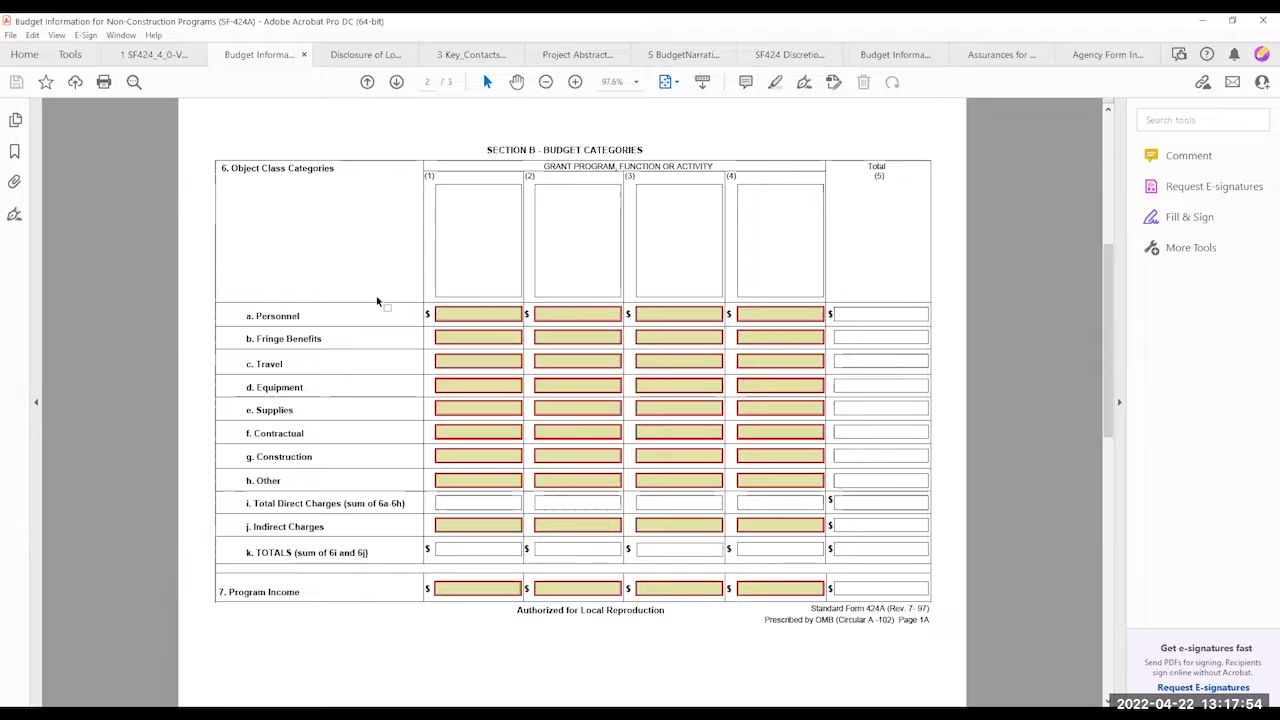 Budget Information for Non-Construction Programs (SF-424A) - Adobe Acrobat Pro DC (64-bit)
File Edit View E-Sign Window Help
Home Tools 1 SF424_4_0-V... Budget Informa... × Disclosure of Lo... 3 Key_Contacts... Project Abstract... 5 BudgetNarrati... SF424 Discretio... Budget Informa... Assurances for ... Agency Form In...
2 / 3 97.6%
Search tools
Comment
Request E-signatures
Fill & Sign
More Tools
SECTION B - BUDGET CATEGORIES
6. Object Class Categories
GRANT PROGRAM, FUNCTION OR ACTIVITY
Total
(1) (2) (3) (4) (5)
a. Personnel $ $ $ $ $
b. Fringe Benefits
c. Travel
d. Equipment
e. Supplies
f. Contractual
g. Construction
h. Other
i. Total Direct Charges (sum of 6a-6h) $
j. Indirect Charges $
k. TOTALS (sum of 6i and 6j) $ $ $ $ $
7. Program Income $ $ $ $ $
Authorized for Local Reproduction
Standard Form 424A (Rev. 7- 97)
Prescribed by OMB (Circular A -102) Page 1A
Get e-signatures fast
Send PDFs for signing. Recipients
sign online without Acrobat.
Request E-signatures
2022-04-22 13:17:54